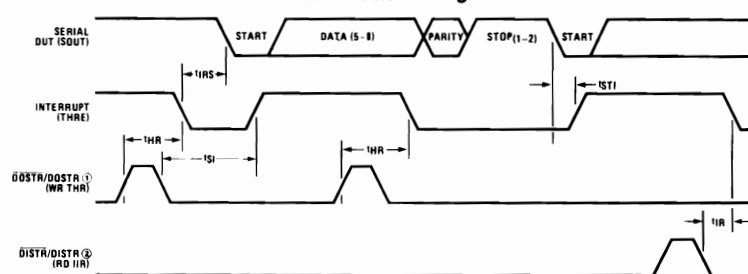 SERIAL
OUT (SOUT)
START
DATA (5-8)
PARITY
STOP(1-2)
START
tIRS
tSTI
INTERRUPT
(THRE)
tHR
tSI
tHR
DOSTR/DOSTR ①
(WR THR)
tIR
DISTR/DISTR ②
(RD IIR)